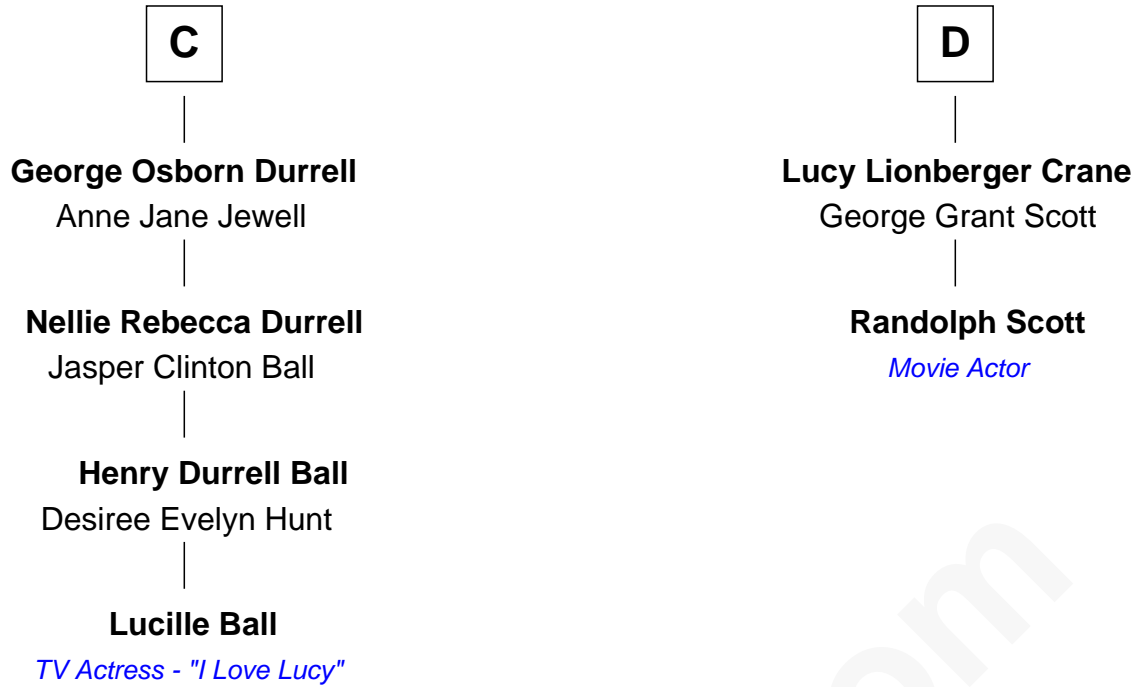 C
George Osborn Durrell
Anne Jane Jewell
Nellie Rebecca Durrell
Jasper Clinton Ball
Henry Durrell Ball
Desiree Evelyn Hunt
Lucille Ball
TV Actress - "I Love Lucy"
D
Lucy Lionberger Crane
George Grant Scott
Randolph Scott
Movie Actor
om